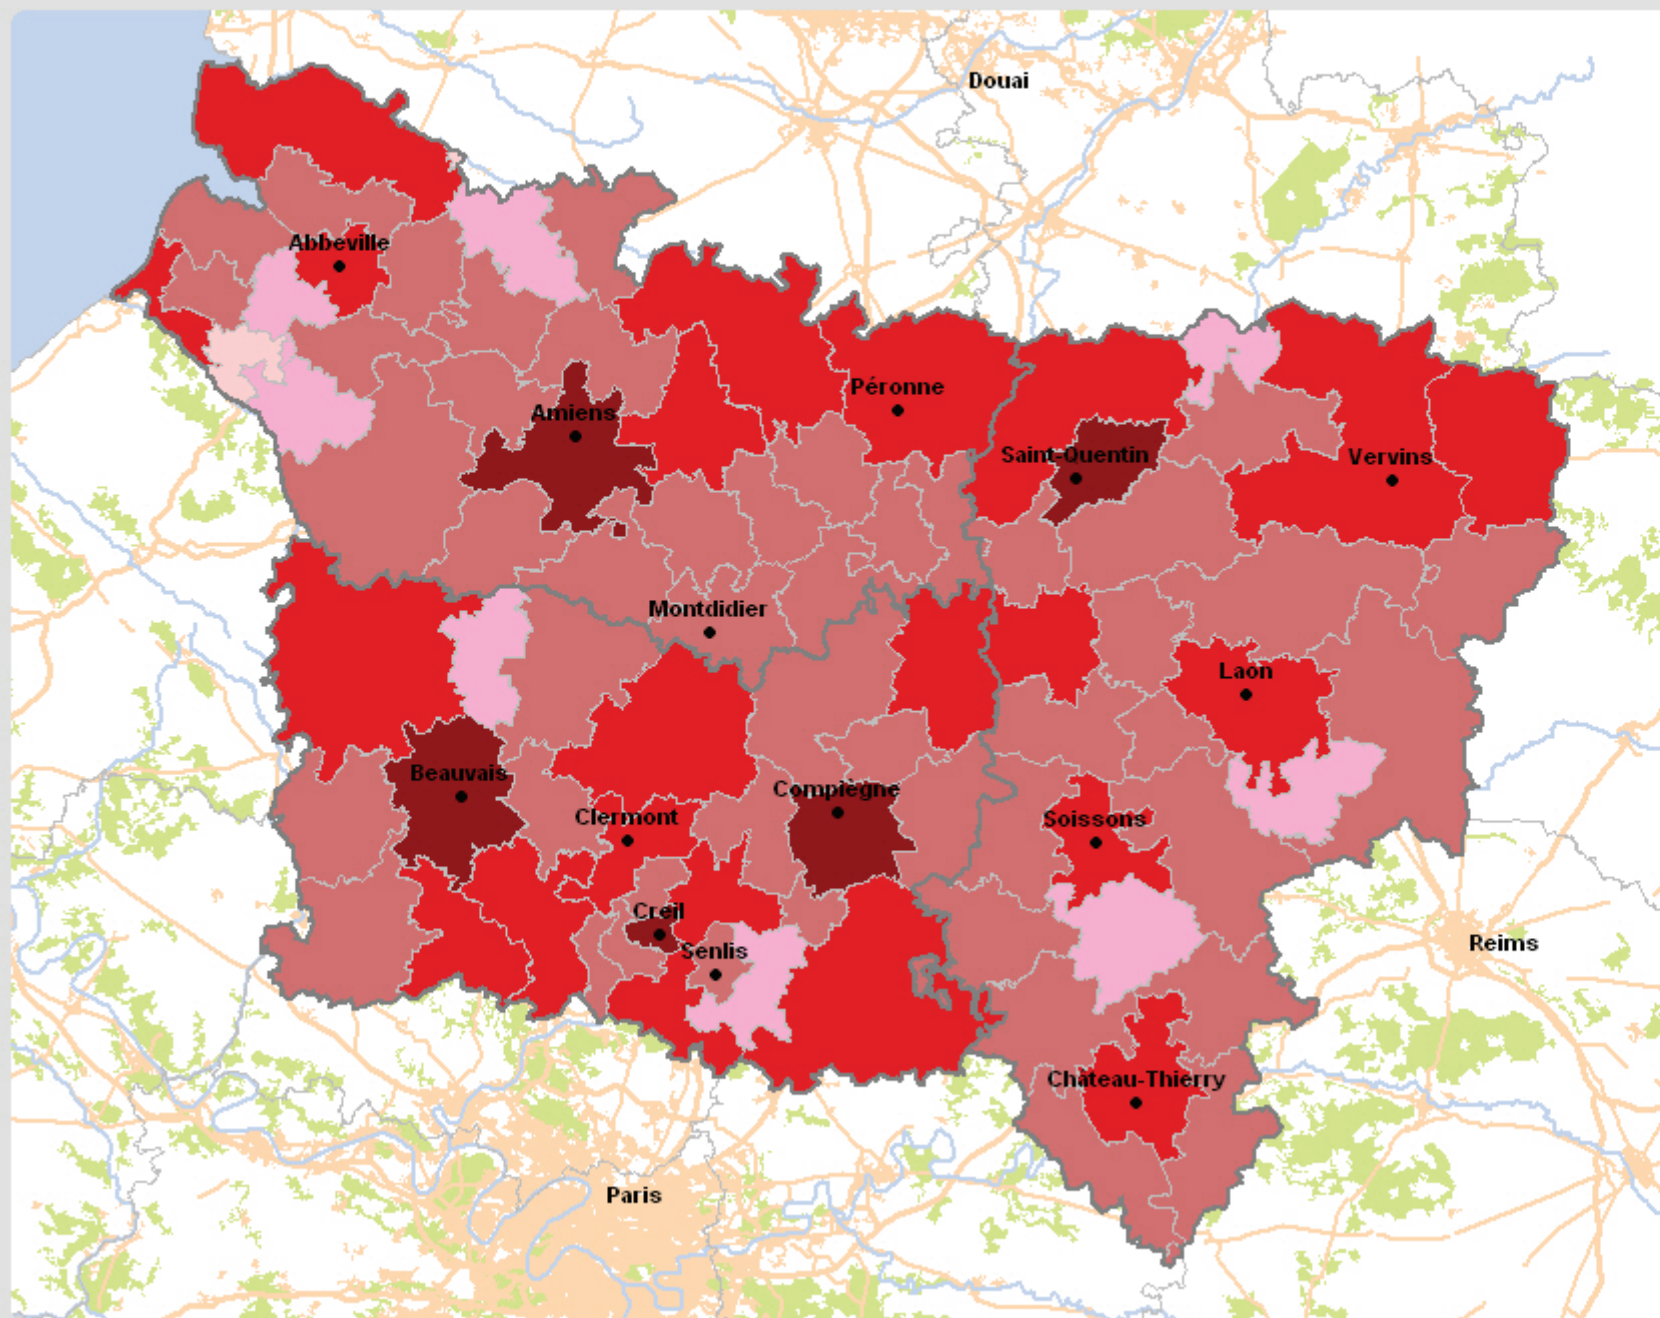 Douai
Abbeville
Péronne
Amiens
Saint-Quentin
Vervins
Montdidier
Laon
Beauvais
Compiègne
Clermont
Soissons
Creil
Senlis
Reims
Château-Thierry
Paris